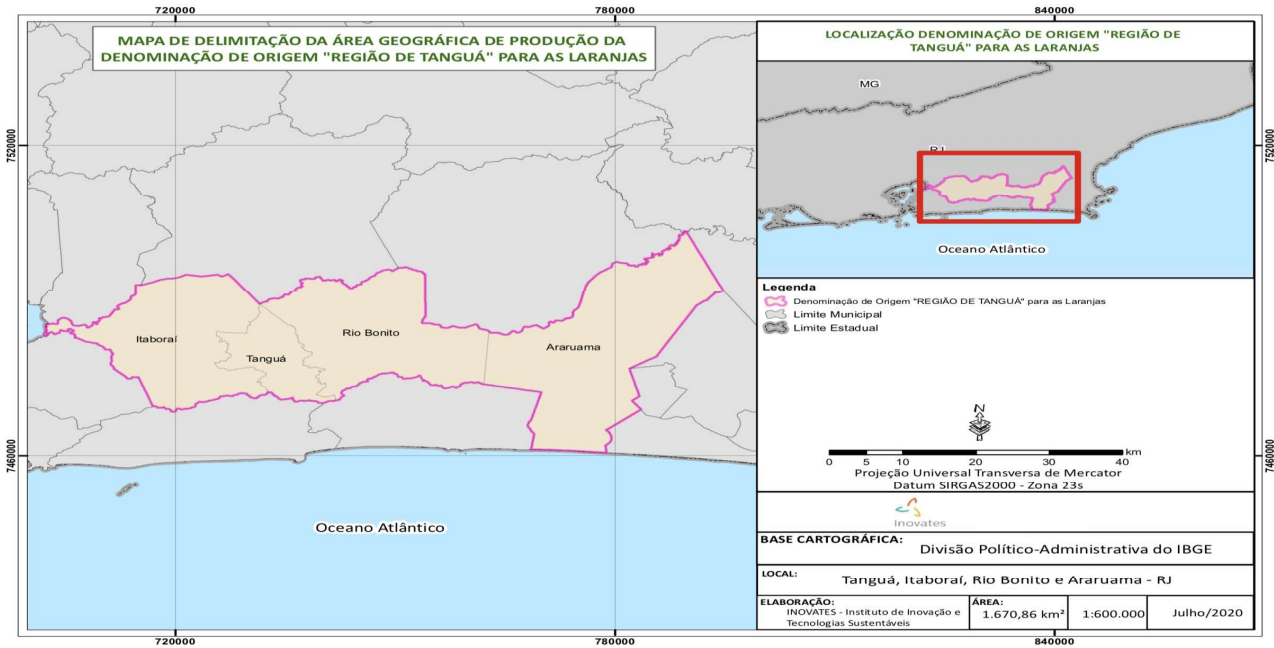 720000
780000
840000
MAPA DE DELIMITAÇÃO DA ÁREA GEOGRÁFICA DE PRODUÇÃO DA
DENOMINAÇÃO DE ORIGEM "REGIÃO DE TANGUÁ" PARA AS LARANJAS
7520000
Itaboraí
Tanguá
Rio Bonito
Araruama
7460000
Oceano Atlântico
LOCALIZAÇÃO DENOMINAÇÃO DE ORIGEM "REGIÃO DE
TANGUÁ" PARA AS LARANJAS
MG
RJ
Oceano Atlântico
7520000
Legenda
Denominação de Origem "REGIÃO DE TANGUÁ" para as Laranjas
Limite Municipal
Limite Estadual
N
0 5 10 20 30 40 km
Projeção Universal Transversa de Mercator
Datum SIRGAS2000 - Zona 23s
7460000
Inovates
BASE CARTOGRÁFICA: Divisão Político-Administrativa do IBGE
LOCAL: Tanguá, Itaboraí, Rio Bonito e Araruama - RJ
ELABORAÇÃO:
INOVATES - Instituto de Inovação e
Tecnologias Sustentáveis
ÁREA:
1.670,86 km²
1:600.000
Julho/2020
720000
780000
840000